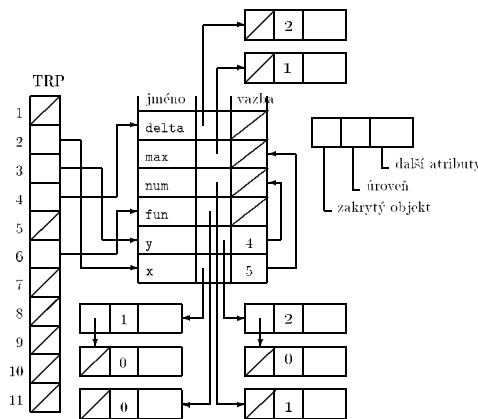 2
1
TRP
jméno vazba
1
2
3
4
5
6
7
8
9
10
11
delta
max
num
fun
y 4
x 5
další atributy
úroveň
zakrytý objekt
1
0
0
2
0
1